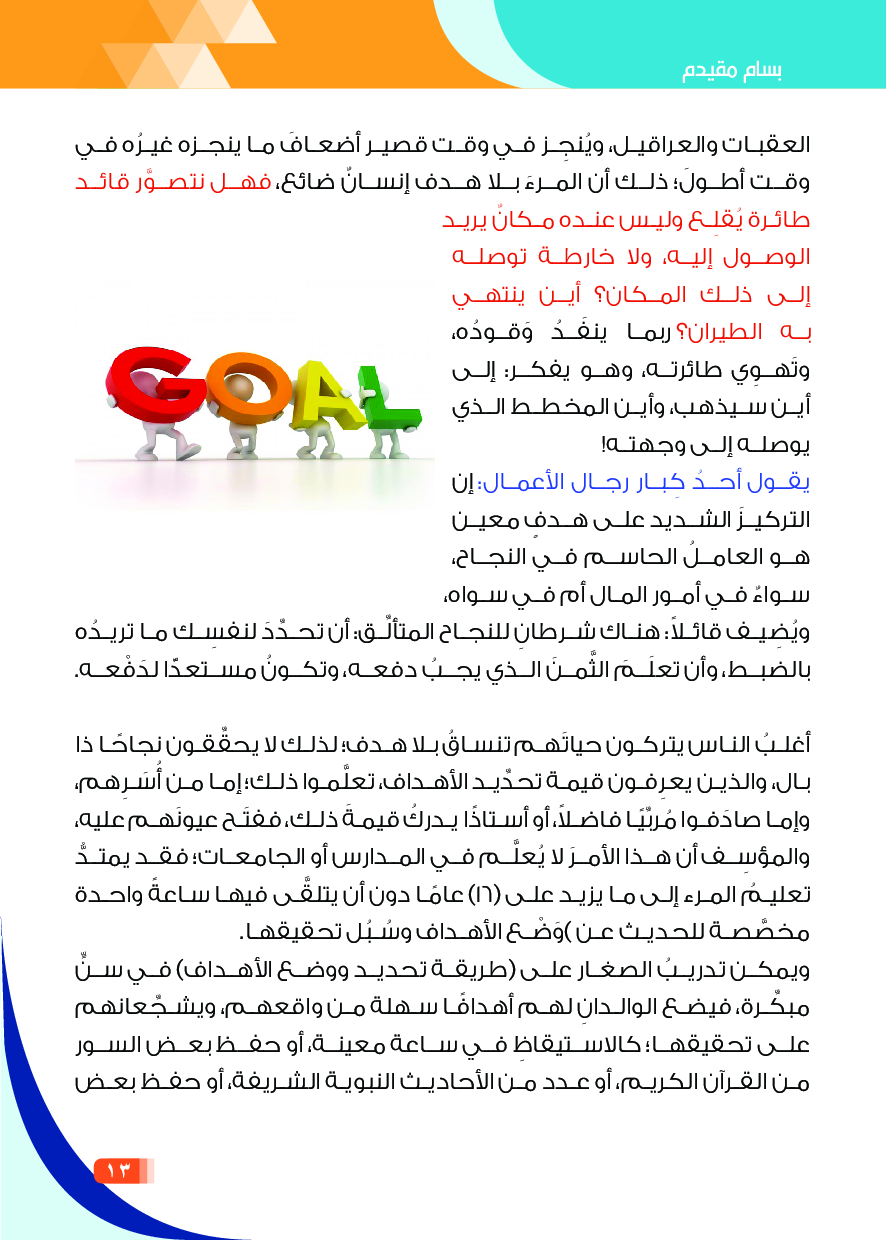 بسام مقيدم
العقبات والعراقيل، ويُنجِز في وقت قصير أضعافَ ما ينجزه غيرُه في
وقت أطولَ؛ ذلك أن المرءَ بلا هدف إنسانٌ ضائع، فهل نتصوَّر قائد
طائرة يُقلِع وليس عنده مكانٌ يريد
الوصول إليه، ولا خارطة توصله
إلى ذلك المكان؟ أين ينتهي
به الطيران؟ ربما ينفَدُ وَقودُه،
وتَهوِي طائرته، وهو يفكر: إلى
أين سيذهب، وأين المخطط الذي
يوصله إلى وجهته!
GOAL
يقول أحدُ كِبار رجال الأعمال: إن
التركيزَ الشديد على هدفٍ معين
هو العاملُ الحاسم في النجاح،
سواءٌ في أمور المال أم في سواه،
ويُضِيف قائلاً: هناك شرطانِ للنجاح المتألِّق: أن تحدِّدَ لنفسِك ما تريدُه
بالضبط، وأن تعلَمَ الثَّمنَ الذي يجبُ دفعه، وتكونُ مستعدًا لدَفْعه.
أغلبُ الناس يتركون حياتَهم تنساقُ بلا هدف؛ لذلك لا يحقِّقون نجاحًا ذا
بال، والذين يعرِفون قيمة تحدِّيد الأهداف، تعلَّموا ذلك؛ إما من أُسَرِهم،
وإما صادَفوا مُربِّيًا فاضلاً، أو أستاذًا يدركُ قيمةَ ذلك، ففتَح عيونَهم عليه،
والمؤسِف أن هذا الأمرَ لا يُعلَّم في المدارس أو الجامعات؛ فقد يمتدُّ
تعليمُ المرء إلى ما يزيد على (١٦) عامًا دون أن يتلقَّى فيها ساعةً واحدة
مخصَّصة للحديث عن )وَضْع الأهداف وسُبُل تحقيقها.
ويمكن تدريبُ الصغار على (طريقة تحديد ووضع الأهداف) في سنٍّ
مبكِّرة، فيضع الوالدانِ لهم أهدافًا سهلة من واقعهم، ويشجِّعانهم
على تحقيقها؛ كالاستيقاظِ في ساعة معينة، أو حفظ بعض السور
من القرآن الكريم، أو عدد من الأحاديث النبوية الشريفة، أو حفظ بعض
١٣